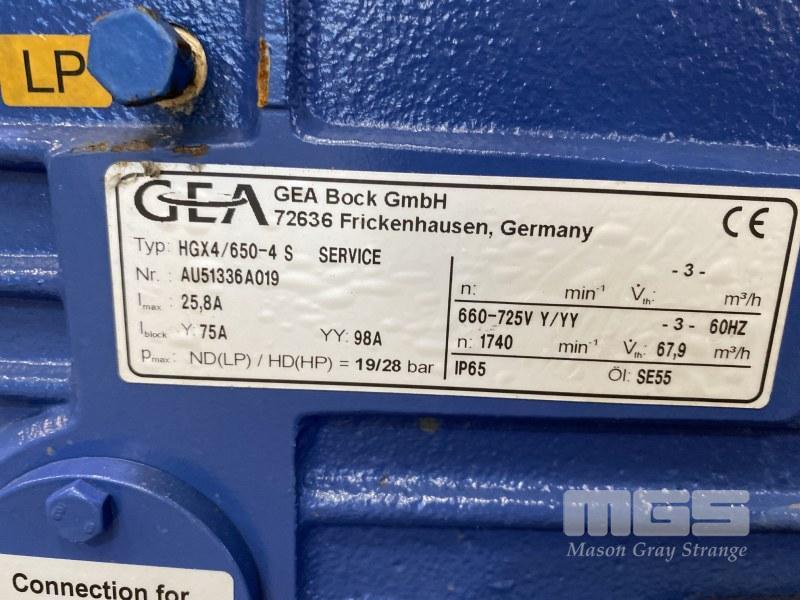 LP
GEA
GEA Bock GmbH
72636 Frickenhausen, Germany
CE
Typ: HGX4/650-4 S SERVICE
Nr.: AU51336A019
Imax: 25,8A
Iblock Y: 75A YY: 98A
Pmax: ND(LP) / HD(HP) = 19/28 bar
- 3 -
n: min-1 V̇th: m³/h
660-725V Y/YY - 3 - 60HZ
n: 1740 min-1 V̇th: 67,9 m³/h
IP65 Öl: SE55
MGS
Mason Gray Strange
Connection for